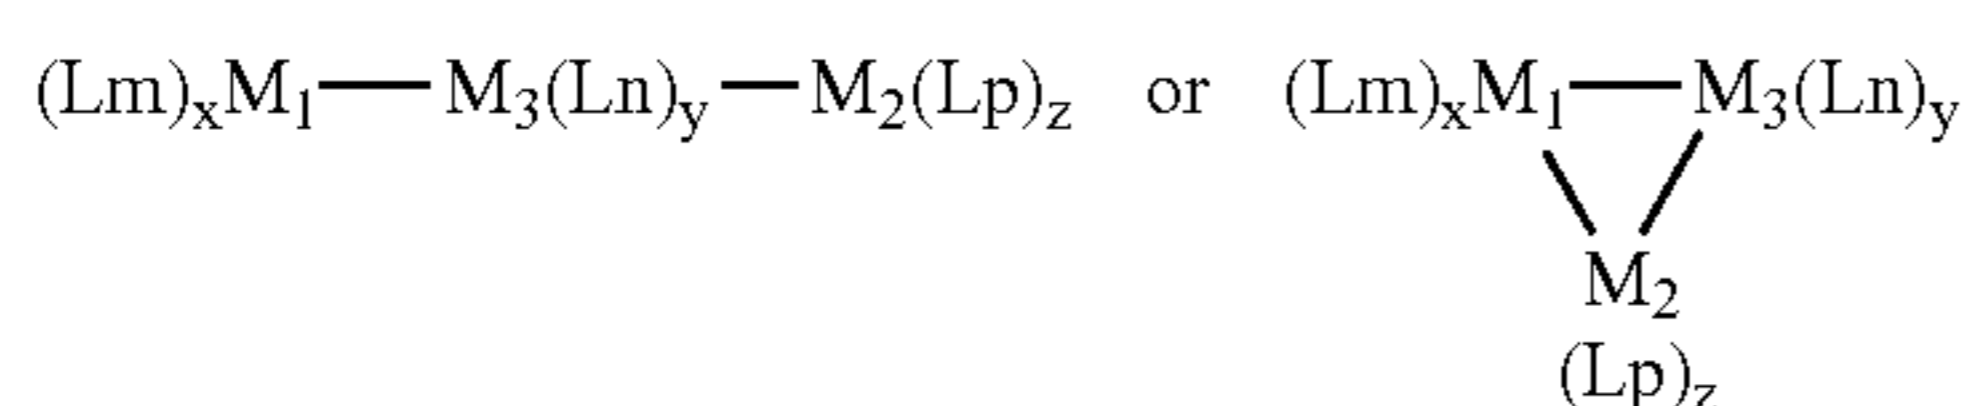 (Lm)ₓM₁—M₃(Ln)y—M₂(Lp)z or (Lm)ₓM₁—M₃(Ln)y
M₂
(Lp)z